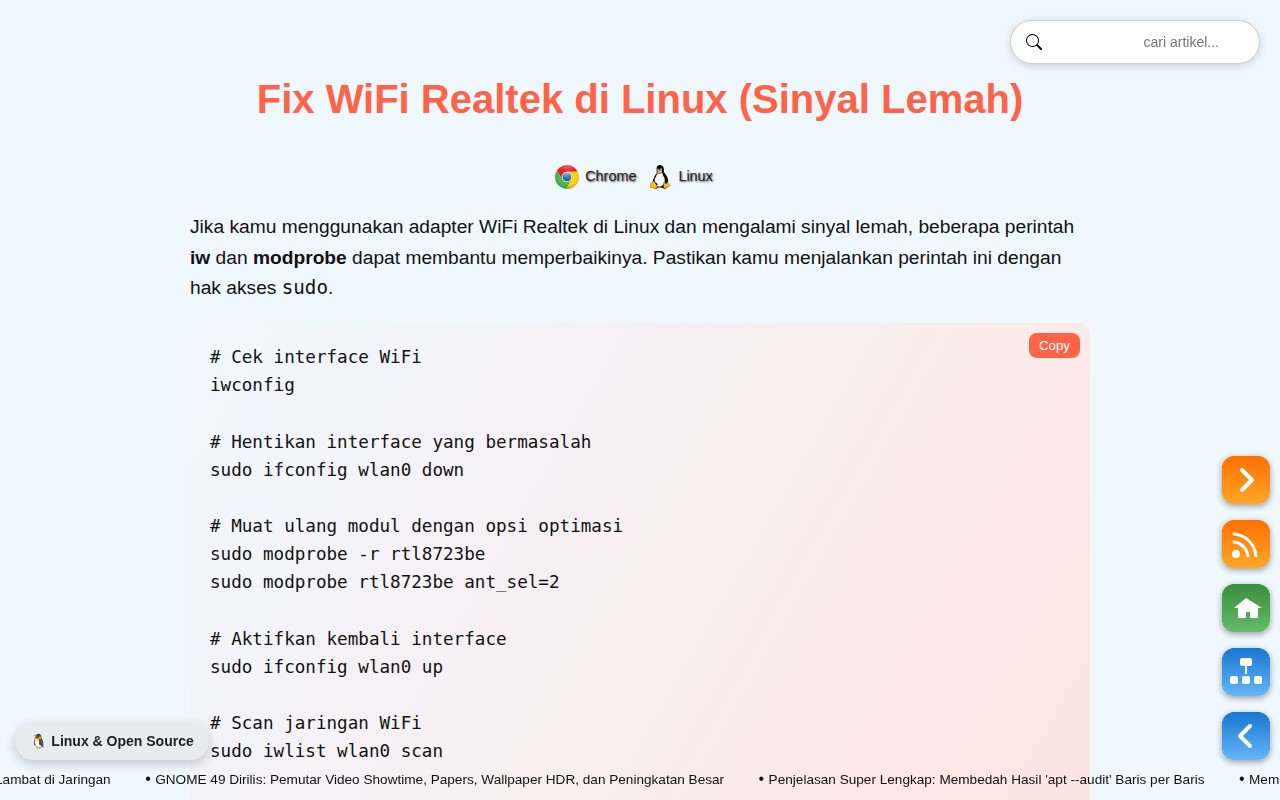 cari artikel...
Fix WiFi Realtek di Linux (Sinyal Lemah)
Chrome Linux
Jika kamu menggunakan adapter WiFi Realtek di Linux dan mengalami sinyal lemah, beberapa perintah
iw dan modprobe dapat membantu memperbaikinya. Pastikan kamu menjalankan perintah ini dengan
hak akses sudo.
Copy
# Cek interface WiFi
iwconfig
# Hentikan interface yang bermasalah
sudo ifconfig wlan0 down
# Muat ulang modul dengan opsi optimasi
sudo modprobe -r rtl8723be
sudo modprobe rtl8723be ant_sel=2
# Aktifkan kembali interface
sudo ifconfig wlan0 up
# Scan jaringan WiFi
sudo iwlist wlan0 scan
🐧 Linux & Open Source
ambat di Jaringan • GNOME 49 Dirilis: Pemutar Video Showtime, Papers, Wallpaper HDR, dan Peningkatan Besar • Penjelasan Super Lengkap: Membedah Hasil 'apt --audit' Baris per Baris • Mem